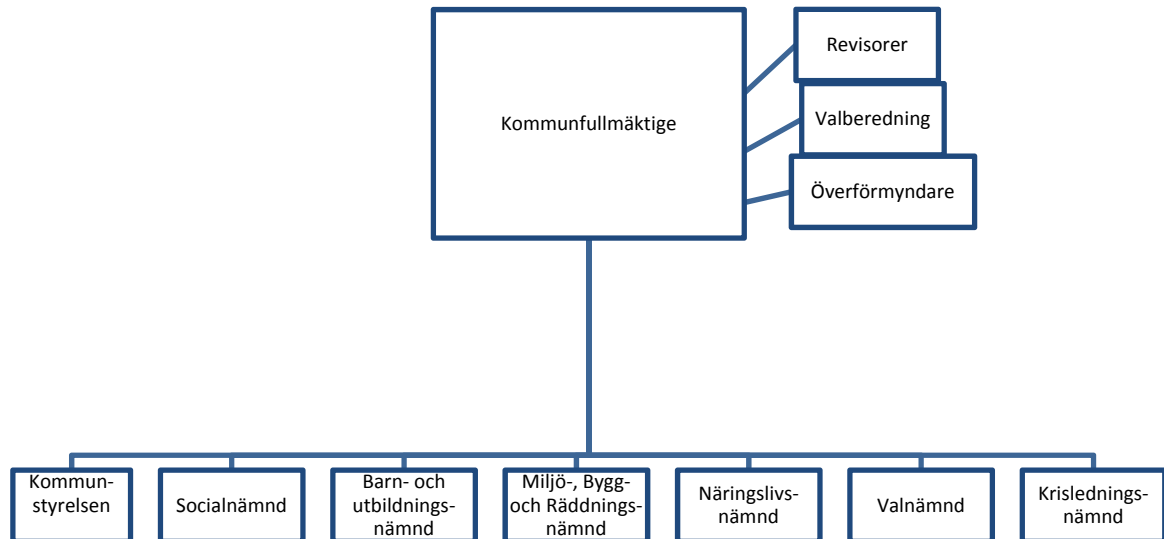 Kommunfullmäktige
Revisorer
Valberedning
Överförmyndare
Kommun-
styrelsen
Socialnämnd
Barn- och
utbildnings-
nämnd
Miljö-, Bygg-
och Räddnings-
nämnd
Näringslivs-
nämnd
Valnämnd
Krislednings-
nämnd